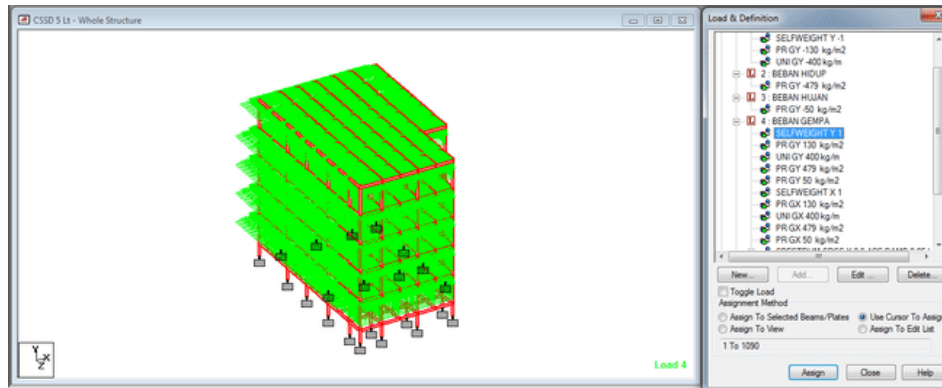 CSSD 5 Lt - Whole Structure
Load & Definition
SELFWEIGHT Y -1
PR GY -130 kg/m2
UNI GY -400 kg/m
2 : BEBAN HIDUP
PR GY -479 kg/m2
3 : BEBAN HUJAN
PR GY -50 kg/m2
4 : BEBAN GEMPA
SELFWEIGHT Y 1
PR GY 130 kg/m2
UNI GY 400 kg/m
PR GY 479 kg/m2
PR GY 50 kg/m2
SELFWEIGHT X 1
PR GX 130 kg/m2
UNI GX 400 kg/m
PR GX 479 kg/m2
PR GX 50 kg/m2
New...
Add...
Edit ...
Delete...
Toggle Load
Assignment Method
Assign To Selected Beams/Plates
Use Cursor To Assign
Assign To View
Assign To Edit List
1 To 1090
Assign
Close
Help
Y
X
Z
Load 4